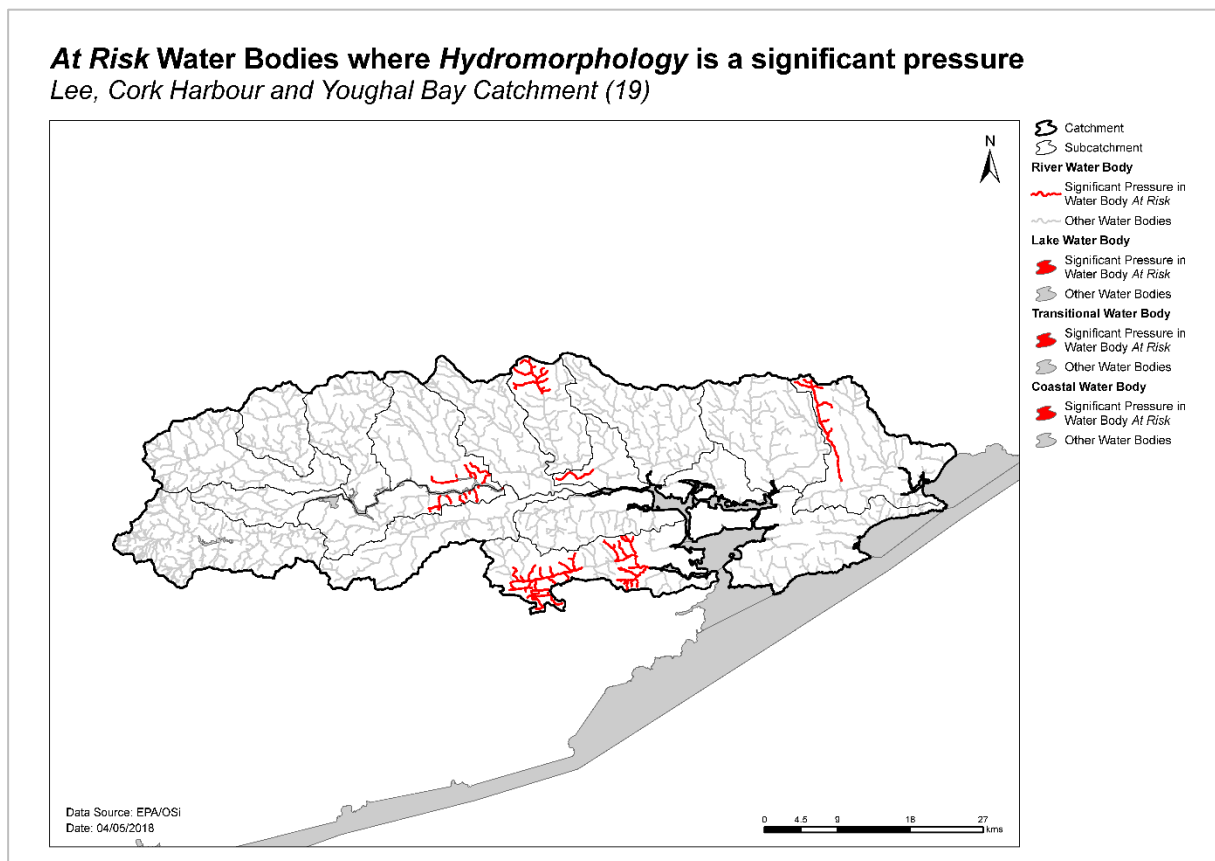 At Risk Water Bodies where Hydromorphology is a significant pressure
Lee, Cork Harbour and Youghal Bay Catchment (19)
N
Catchment
Subcatchment
River Water Body
Significant Pressure in
Water Body At Risk
Other Water Bodies
Lake Water Body
Significant Pressure in
Water Body At Risk
Other Water Bodies
Transitional Water Body
Significant Pressure in
Water Body At Risk
Other Water Bodies
Coastal Water Body
Significant Pressure in
Water Body At Risk
Other Water Bodies
Data Source: EPA/OSi
Date: 04/05/2018
0 4.5 9 18 27
kms